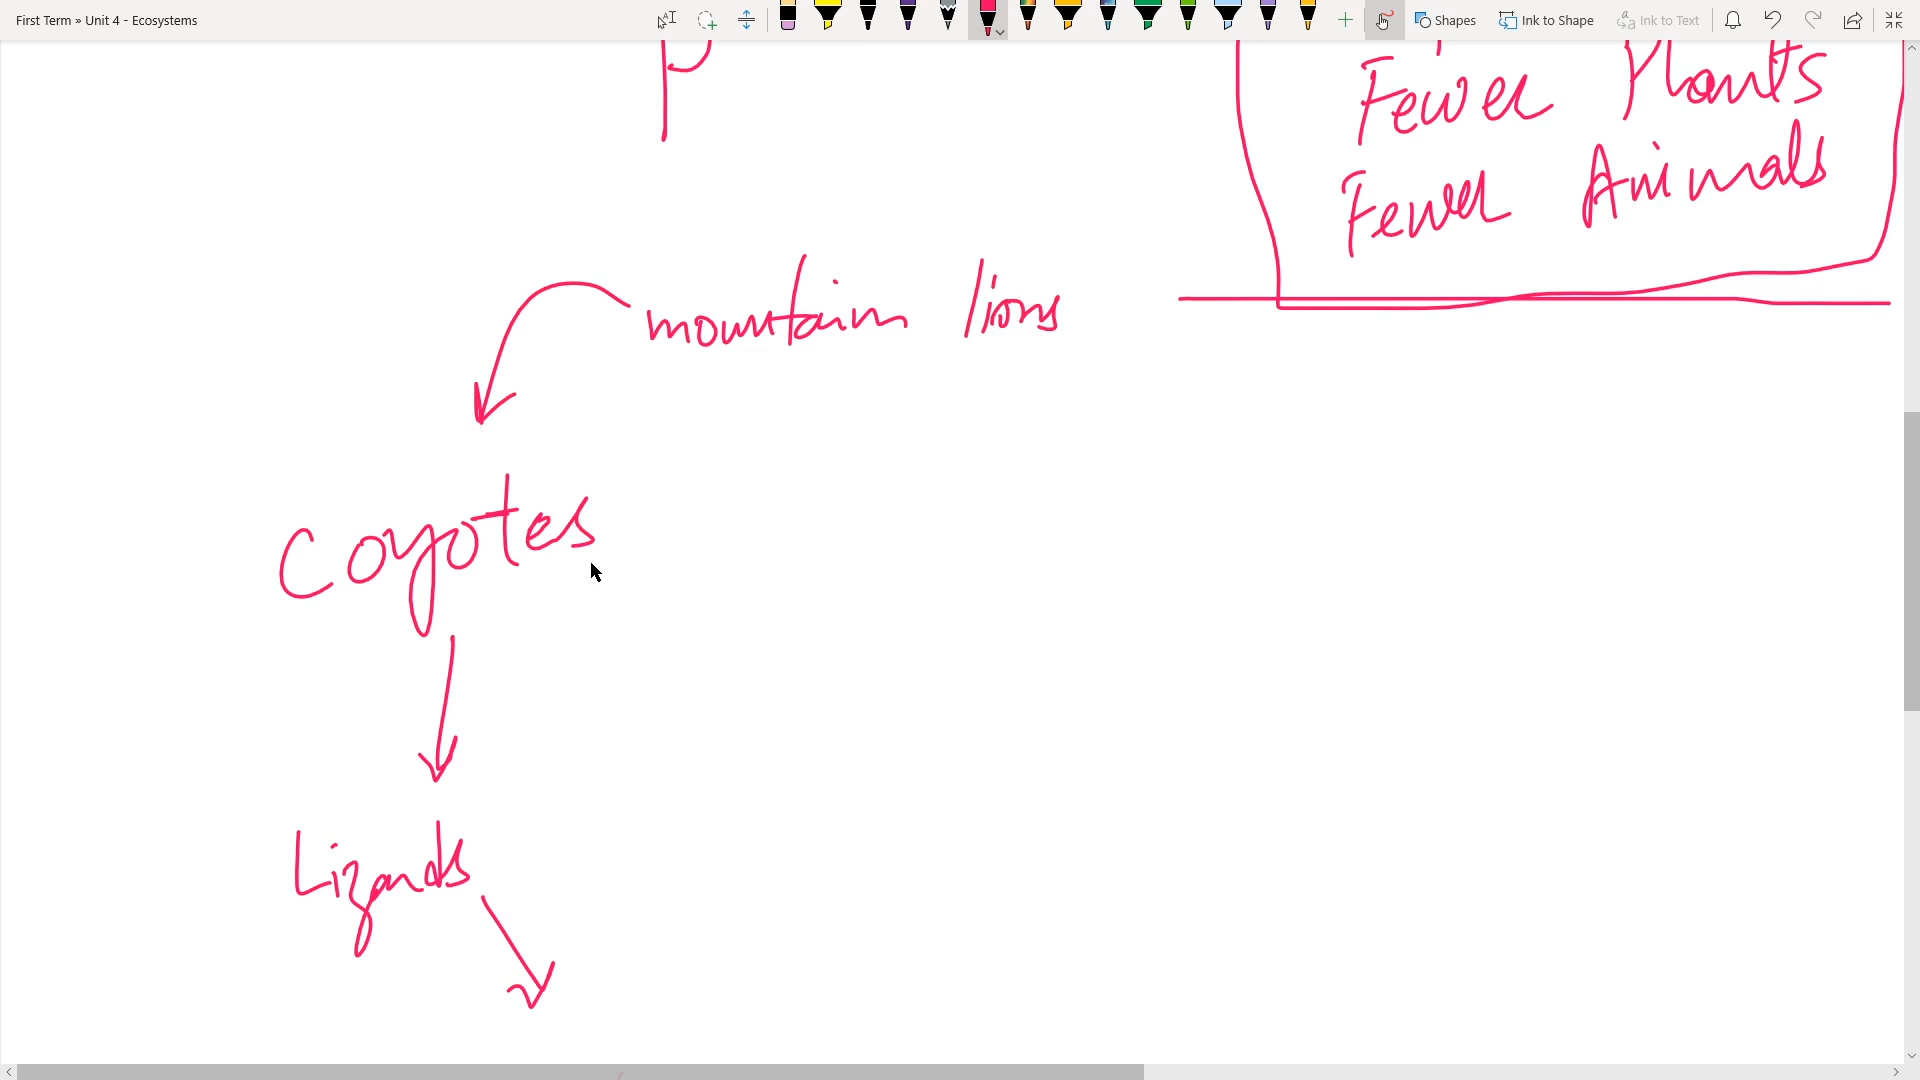 First Term » Unit 4 - Ecosystems
Shapes
Ink to Shape
Ink to Text
Fewer Plants
Fewer Animals
mountain lions
Coyotes
Lizards